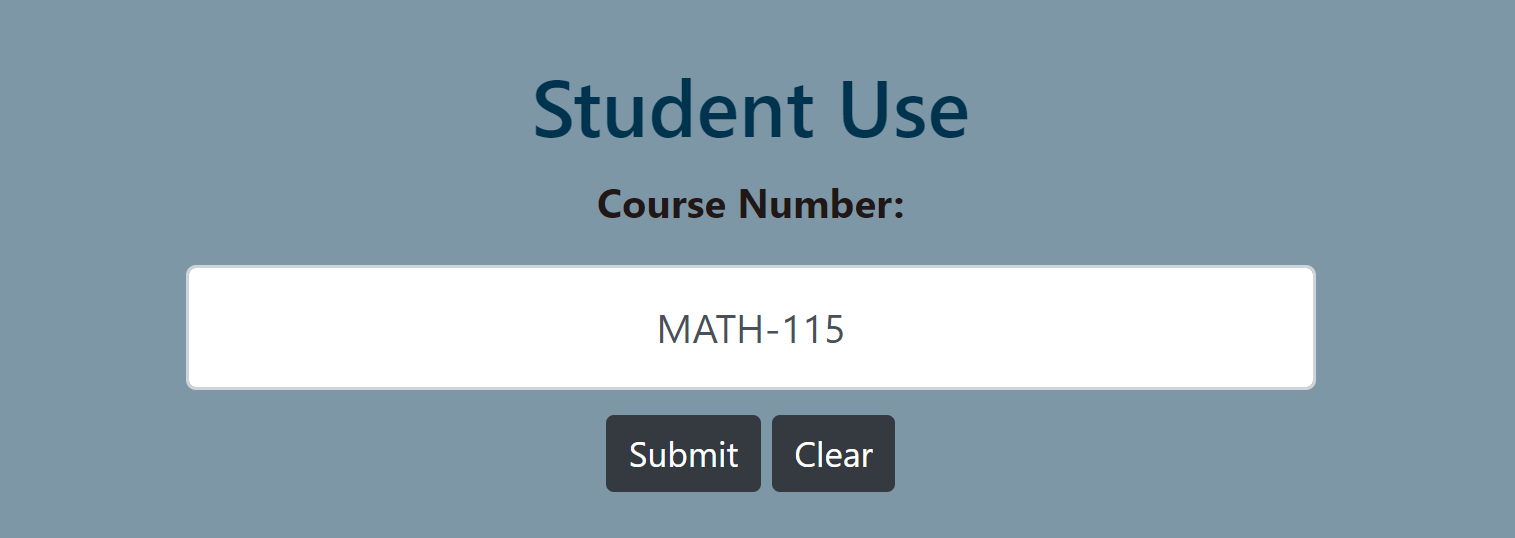 Student Use
Course Number:
MATH-115
Submit Clear